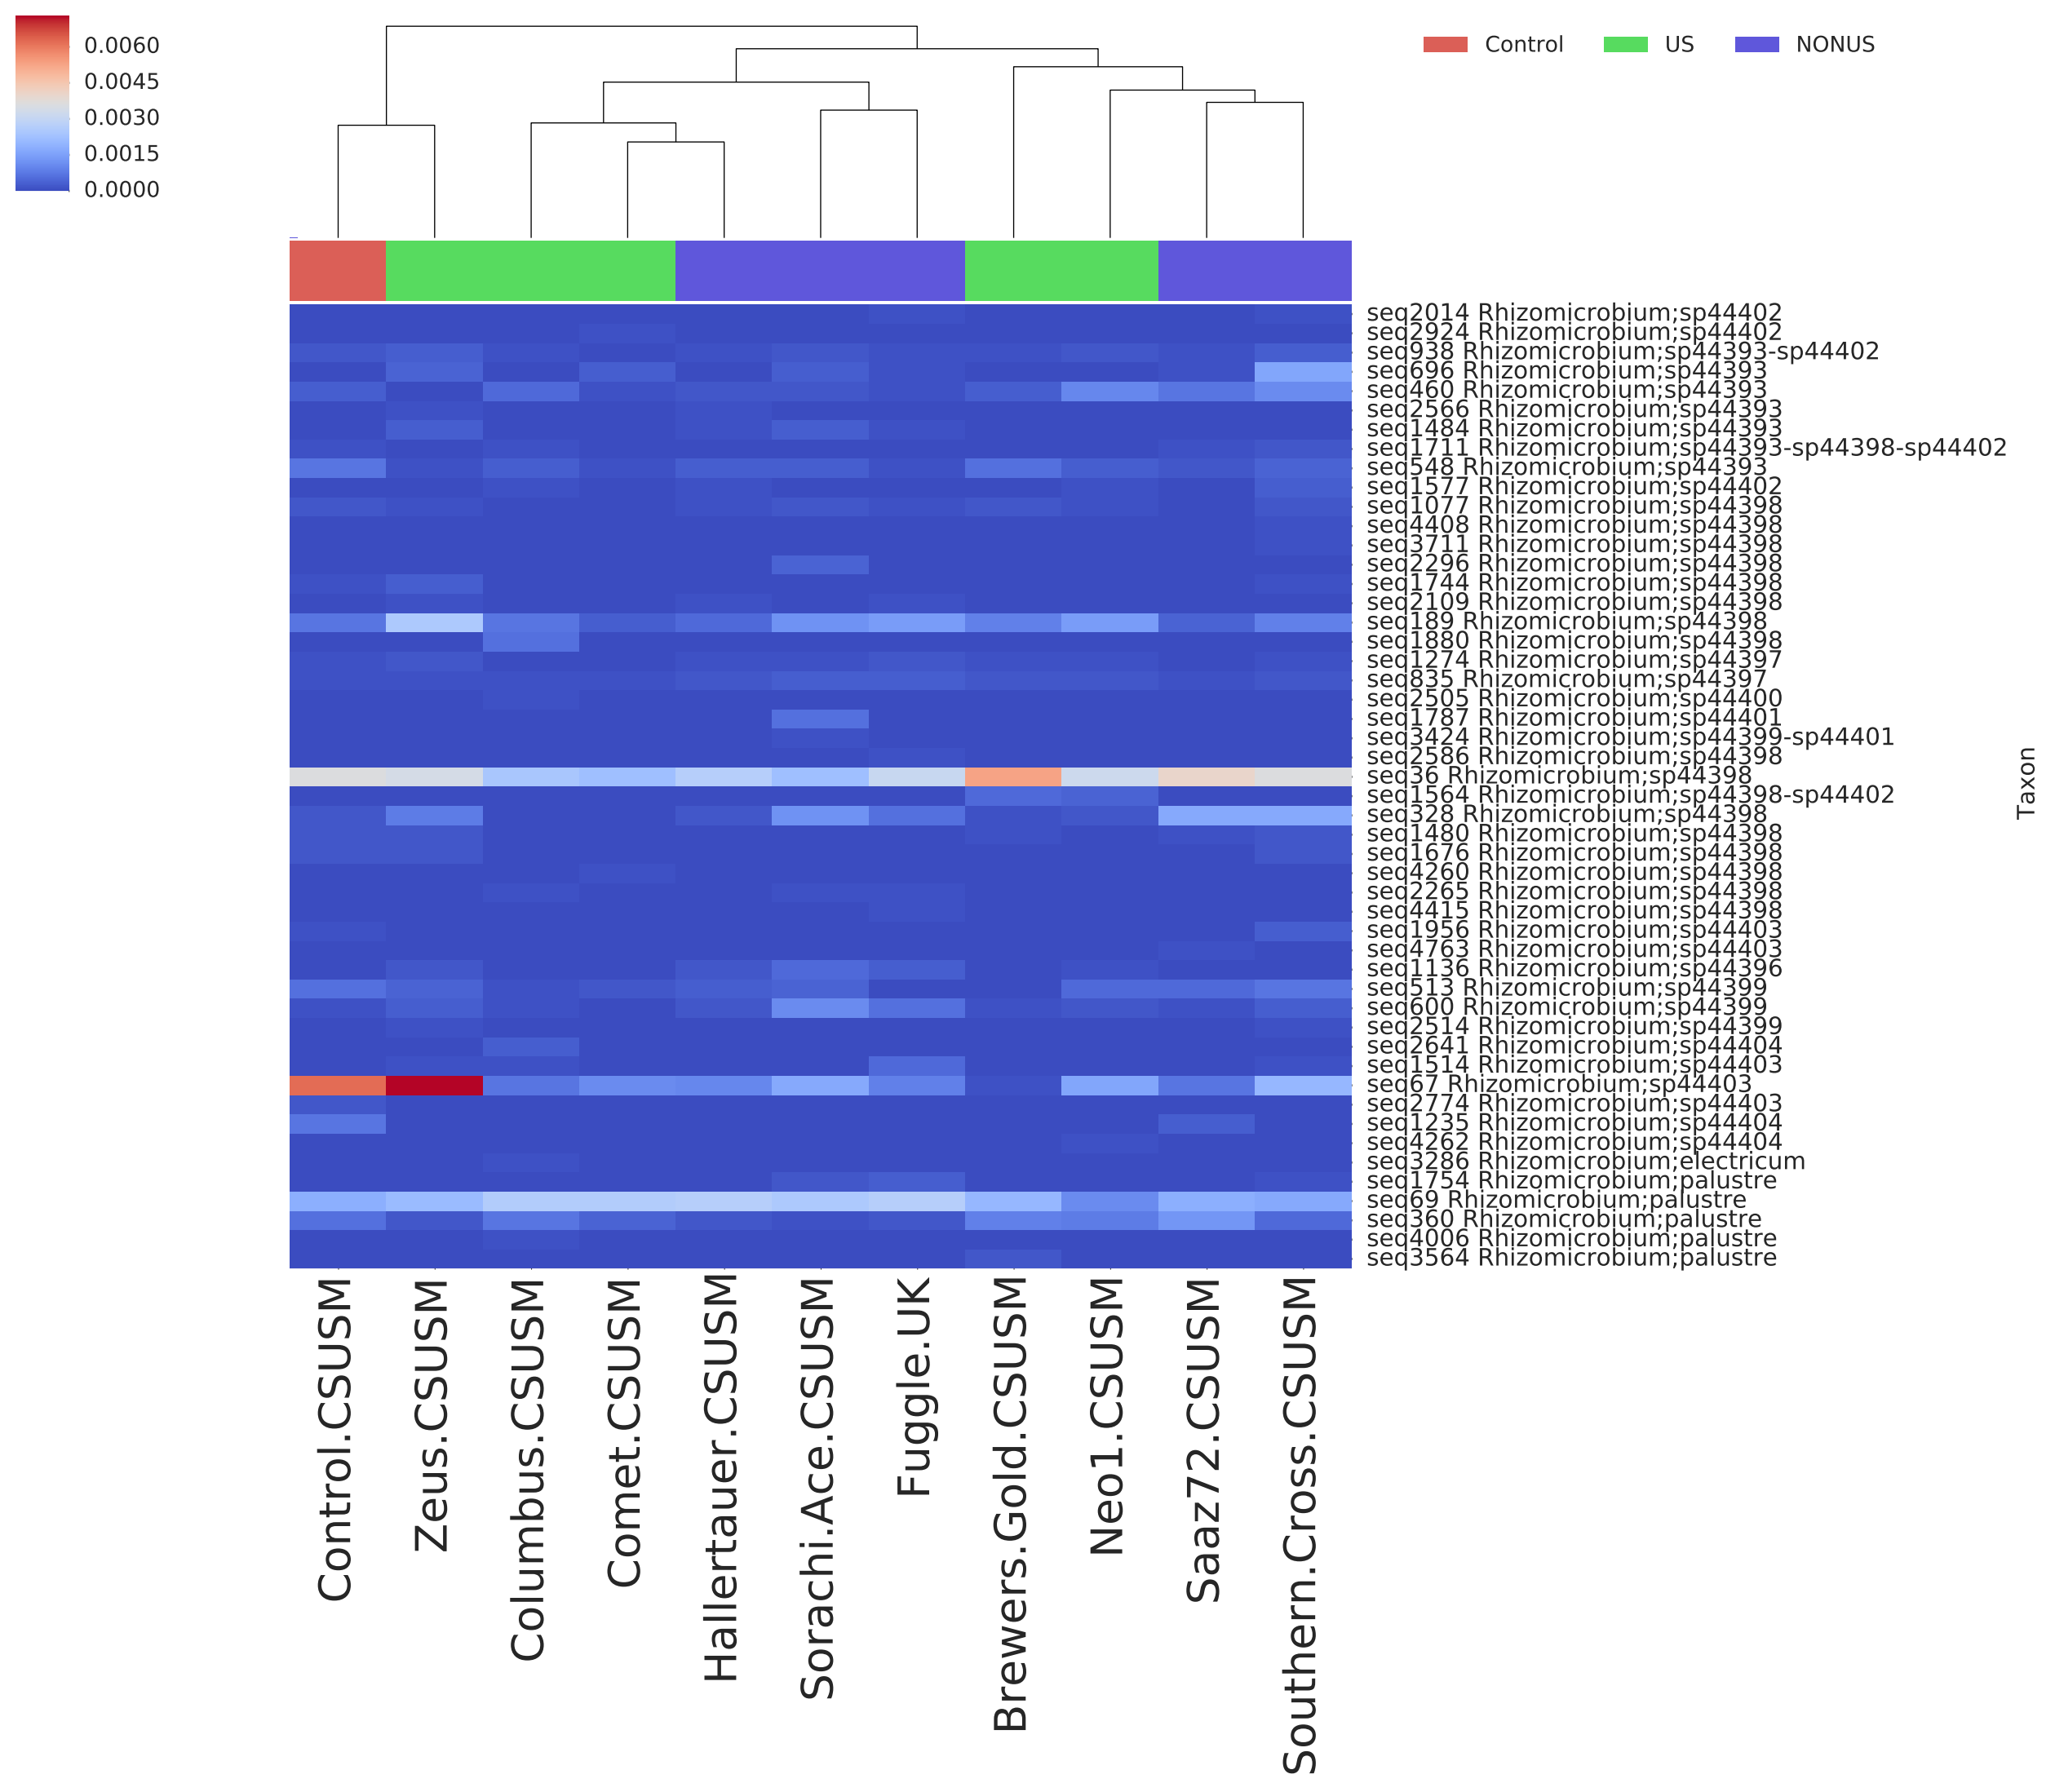 0.0060
0.0045
0.0030
0.0015
0.0000
Control US NONUS
seq2014 Rhizomicrobium;sp44402
seq2924 Rhizomicrobium;sp44402
seq938 Rhizomicrobium;sp44393-sp44402
seq696 Rhizomicrobium;sp44393
seq460 Rhizomicrobium;sp44393
seq2566 Rhizomicrobium;sp44393
seq1484 Rhizomicrobium;sp44393
seq1711 Rhizomicrobium;sp44393-sp44398-sp44402
seq548 Rhizomicrobium;sp44393
seq1577 Rhizomicrobium;sp44402
seq1077 Rhizomicrobium;sp44398
seq4408 Rhizomicrobium;sp44398
seq3711 Rhizomicrobium;sp44398
seq2296 Rhizomicrobium;sp44398
seq1744 Rhizomicrobium;sp44398
seq2109 Rhizomicrobium;sp44398
seq189 Rhizomicrobium;sp44398
seq1880 Rhizomicrobium;sp44398
seq1274 Rhizomicrobium;sp44397
seq835 Rhizomicrobium;sp44397
seq2505 Rhizomicrobium;sp44400
seq1787 Rhizomicrobium;sp44401
seq3424 Rhizomicrobium;sp44399-sp44401
seq2586 Rhizomicrobium;sp44398
seq36 Rhizomicrobium;sp44398
seq1564 Rhizomicrobium;sp44398-sp44402
seq328 Rhizomicrobium;sp44398
seq1480 Rhizomicrobium;sp44398
seq1676 Rhizomicrobium;sp44398
seq4260 Rhizomicrobium;sp44398
seq2265 Rhizomicrobium;sp44398
seq4415 Rhizomicrobium;sp44398
seq1956 Rhizomicrobium;sp44403
seq4763 Rhizomicrobium;sp44403
seq1136 Rhizomicrobium;sp44396
seq513 Rhizomicrobium;sp44399
seq600 Rhizomicrobium;sp44399
seq2514 Rhizomicrobium;sp44399
seq2641 Rhizomicrobium;sp44404
seq1514 Rhizomicrobium;sp44403
seq67 Rhizomicrobium;sp44403
seq2774 Rhizomicrobium;sp44403
seq1235 Rhizomicrobium;sp44404
seq4262 Rhizomicrobium;sp44404
seq3286 Rhizomicrobium;electricum
seq1754 Rhizomicrobium;palustre
seq69 Rhizomicrobium;palustre
seq360 Rhizomicrobium;palustre
seq4006 Rhizomicrobium;palustre
seq3564 Rhizomicrobium;palustre
Taxon
Control.CSUSM
Zeus.CSUSM
Columbus.CSUSM
Comet.CSUSM
Hallertauer.CSUSM
Sorachi.Ace.CSUSM
Fuggle.UK
Brewers.Gold.CSUSM
Neo1.CSUSM
Saaz72.CSUSM
Southern.Cross.CSUSM